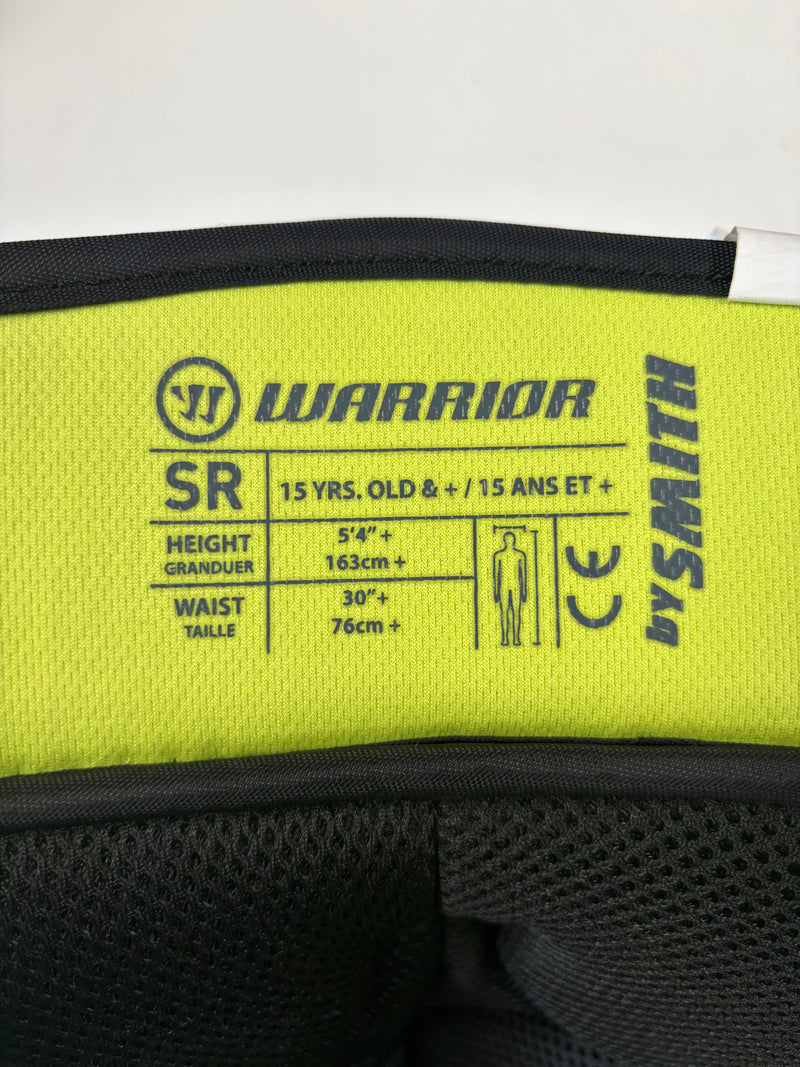 WARRIOR
SR 15 YRS. OLD & + / 15 ANS ET +
HEIGHT 5'4" +
GRANDUER 163cm +
WAIST 30"+
TAILLE 76cm +
CE
by SMITH